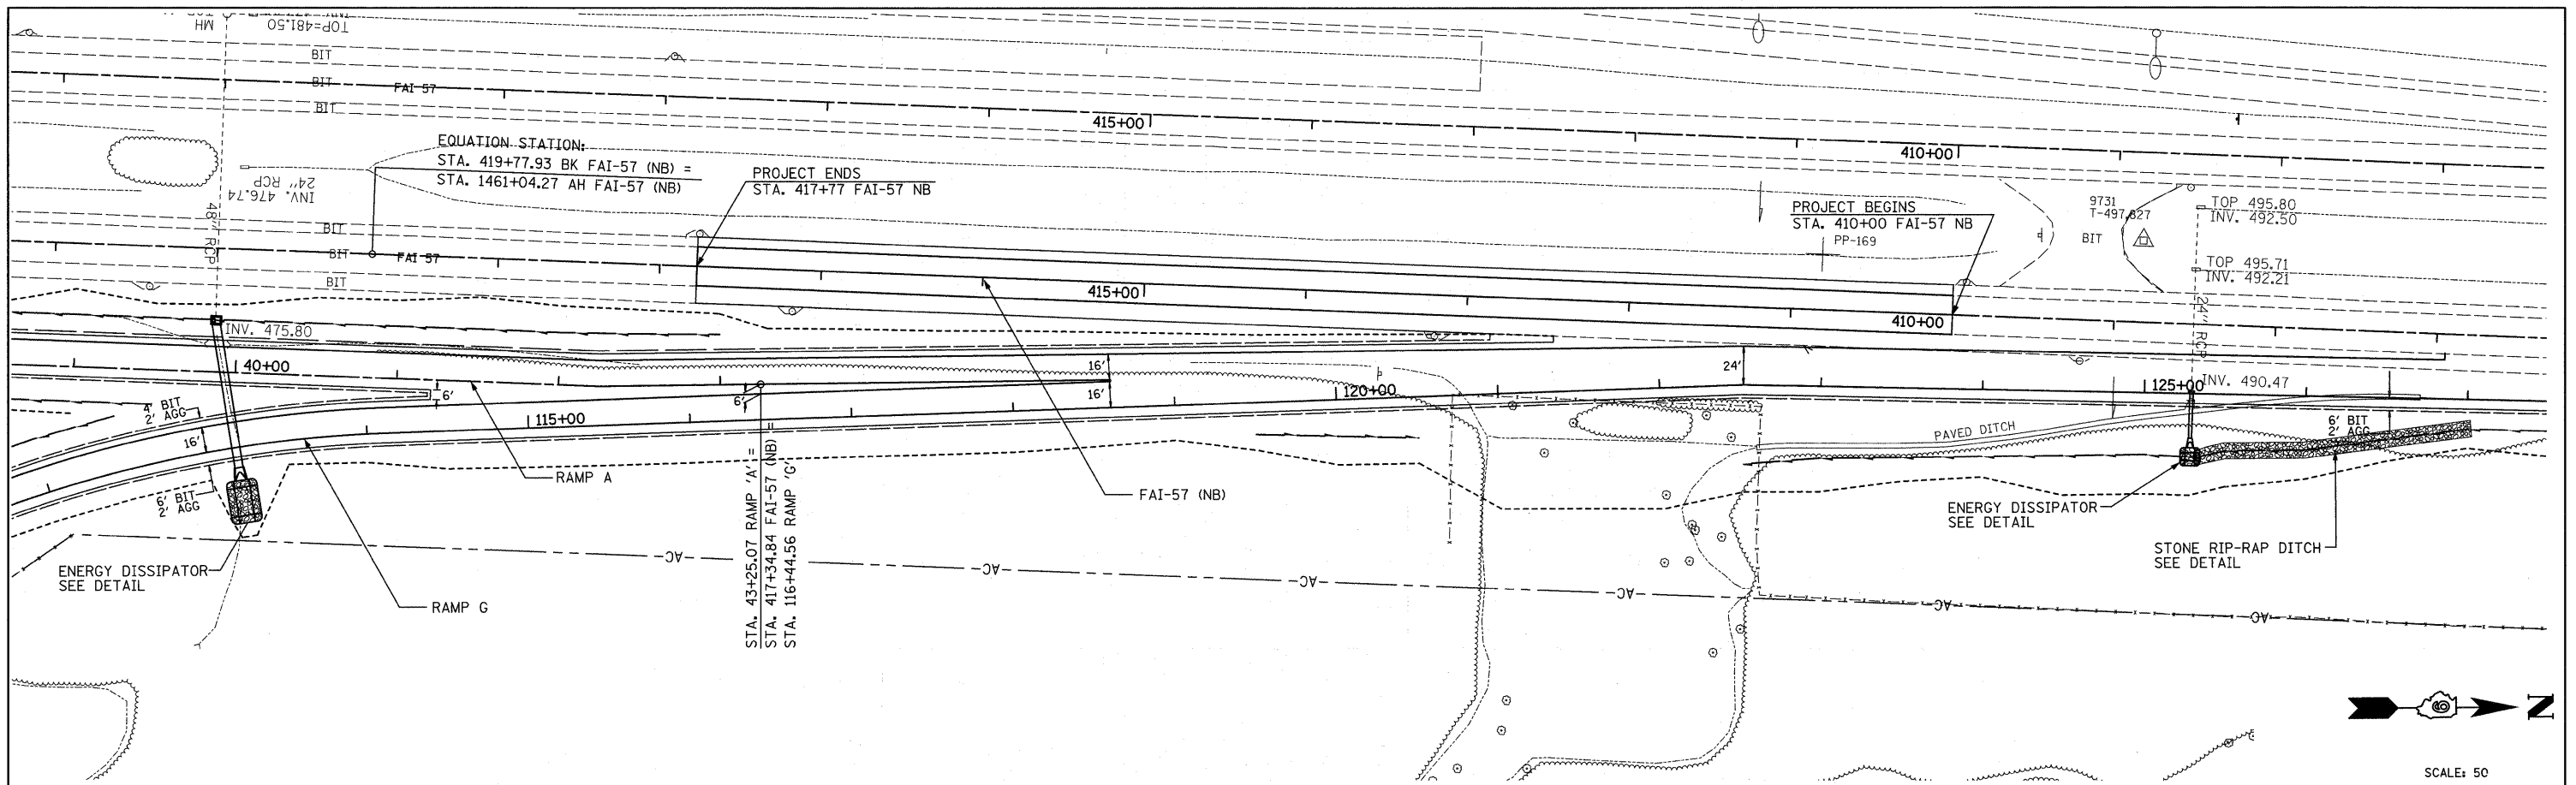 MH
TOP=481.50
BIT
BIT
FAI 57
BIT
415+00
410+00
EQUATION STATION:
STA. 419+77.93 BK FAI-57 (NB) =
STA. 1461+04.27 AH FAI-57 (NB)
PROJECT ENDS
STA. 417+77 FAI-57 NB
PROJECT BEGINS
STA. 410+00 FAI-57 NB
PP-169
9731
T-497.827
BIT
TOP 495.80
INV. 492.50
TOP 495.71
INV. 492.21
INV. 476.74
24" RCP
48" RCP
BIT
BIT
FAI 57
BIT
415+00
410+00
24" RCP
INV. 475.80
40+00
16'
16'
24'
120+00
125+00
INV. 490.47
4' BIT
2' AGG
6'
6'
16'
115+00
PAVED DITCH
6' BIT
2' AGG
6' BIT
2' AGG
RAMP A
FAI-57 (NB)
ENERGY DISSIPATOR
SEE DETAIL
STONE RIP-RAP DITCH
SEE DETAIL
ENERGY DISSIPATOR
SEE DETAIL
RAMP G
STA. 43+25.07 RAMP 'A' =
STA. 417+34.84 FAI-57 (NB) =
STA. 116+44.56 RAMP 'G'
AC
AC
AC
AC
AC
AC
N
SCALE: 50